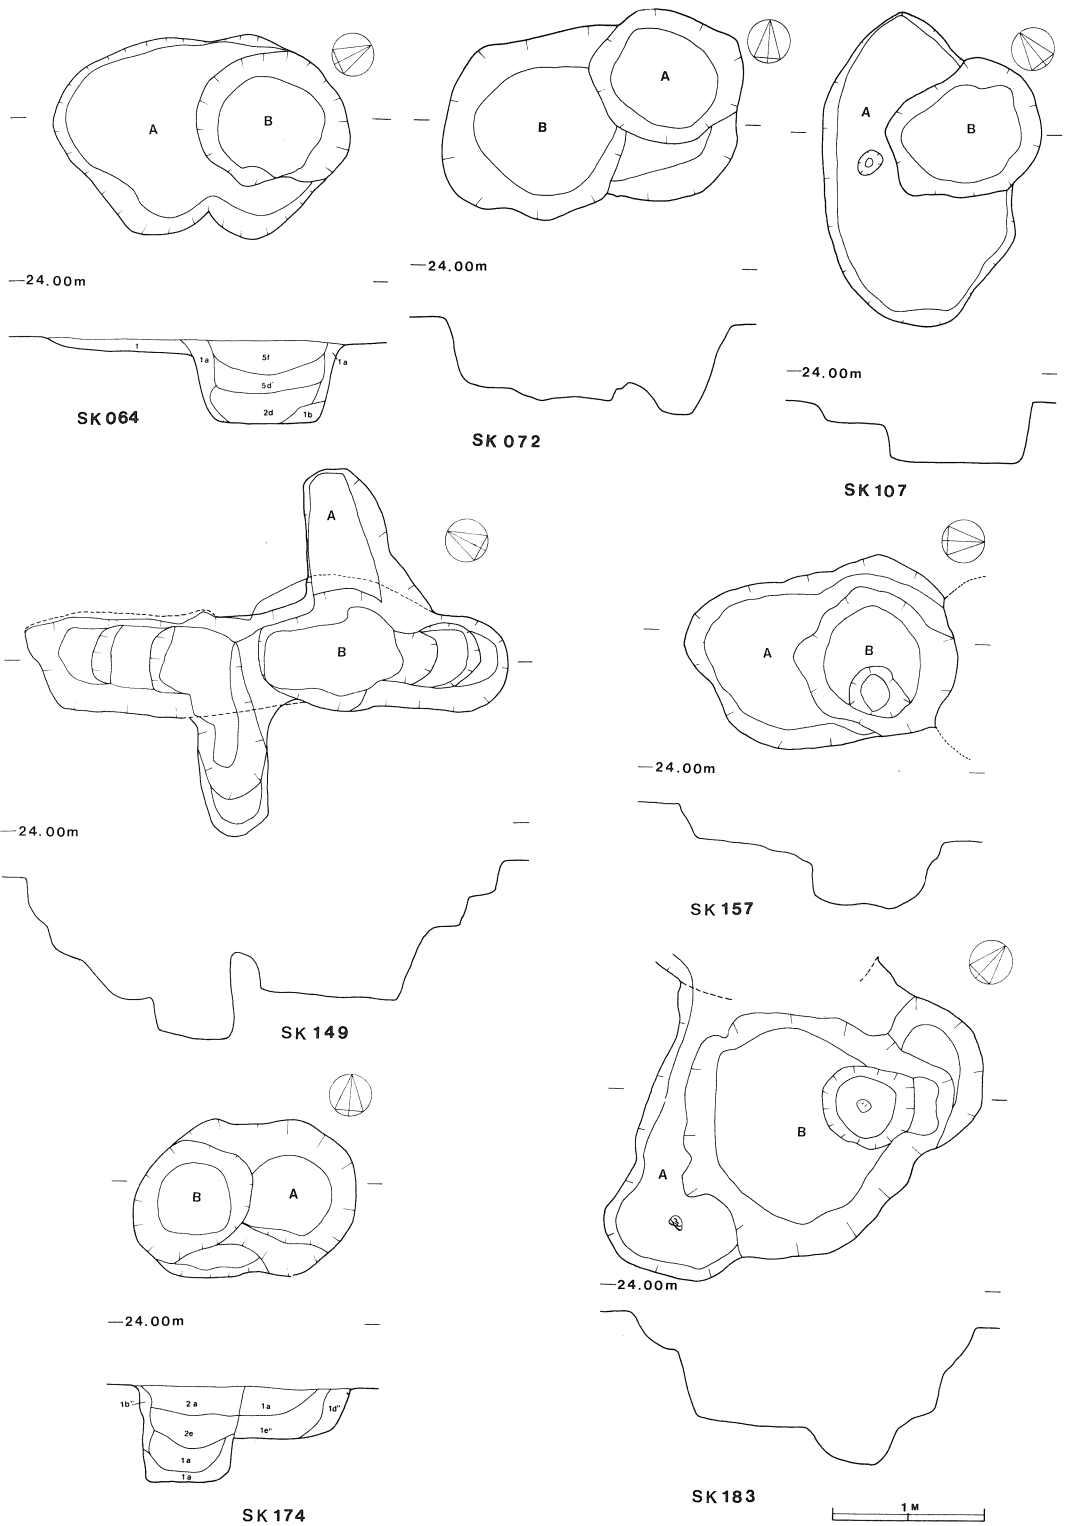 A
B
—24.00m
1
1a
5f
1a
5d
2d
1b
SK 064
A
B
—24.00m
SK 072
A
B
—24.00m
SK 107
A
B
—24.00m
SK 149
A
B
—24.00m
SK 157
A
B
—24.00m
SK 183
B
A
—24.00m
1b"
2a
1a
1d"
2e
1e"
1a
1a
SK 174
1 M